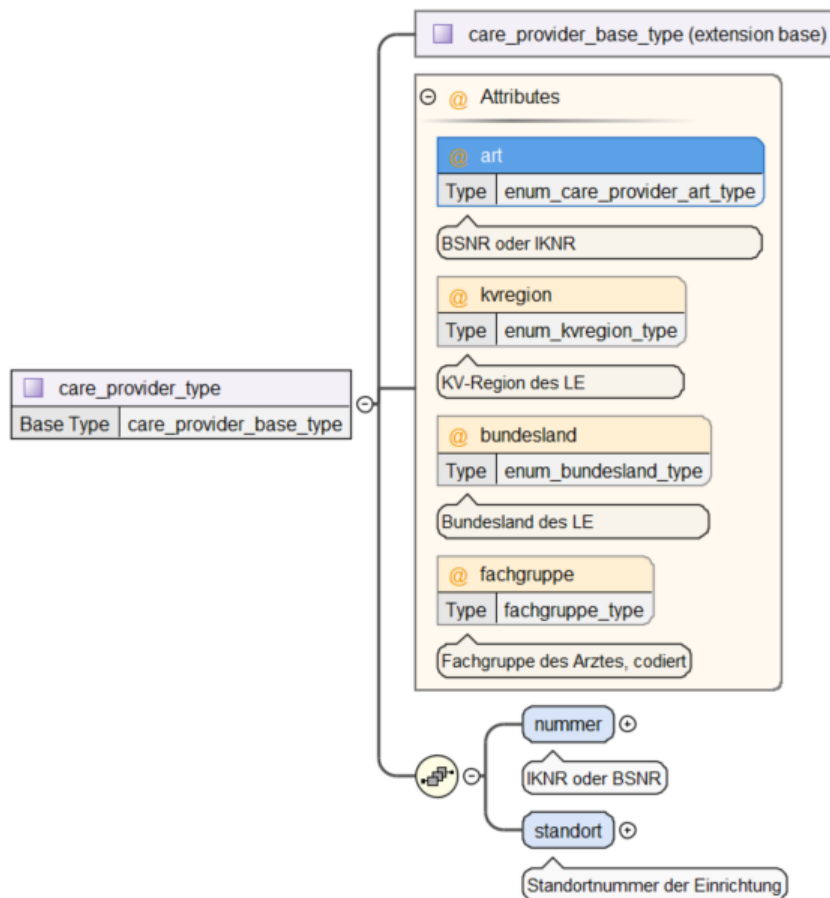 care_provider_base_type (extension base)
@ Attributes
@ art
Type enum_care_provider_art_type
BSNR oder IKNR
@ kvregion
Type enum_kvregion_type
KV-Region des LE
care_provider_type
Base Type care_provider_base_type
@ bundesland
Type enum_bundesland_type
Bundesland des LE
@ fachgruppe
Type fachgruppe_type
Fachgruppe des Arztes, codiert
nummer
IKNR oder BSNR
standort
Standortnummer der Einrichtung